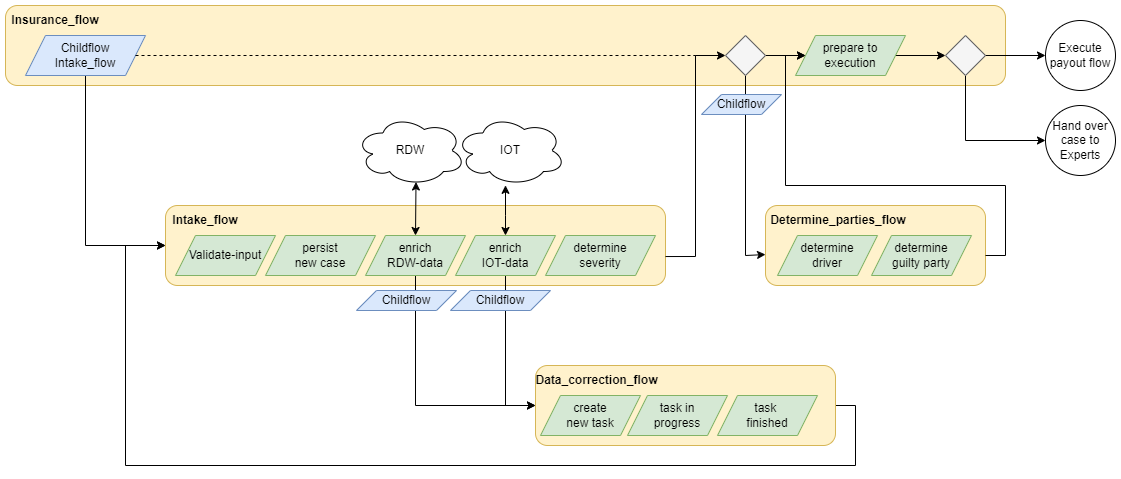 Insurance_flow
Childflow
Intake_flow
prepare to
execution
Execute
payout flow
Childflow
Hand over
case to
Experts
RDW
IOT
Intake_flow
Validate-input
persist
new case
enrich
RDW-data
enrich
IOT-data
determine
severity
Determine_parties_flow
determine
driver
determine
guilty party
Childflow
Childflow
Data_correction_flow
create
new task
task in
progress
task
finished